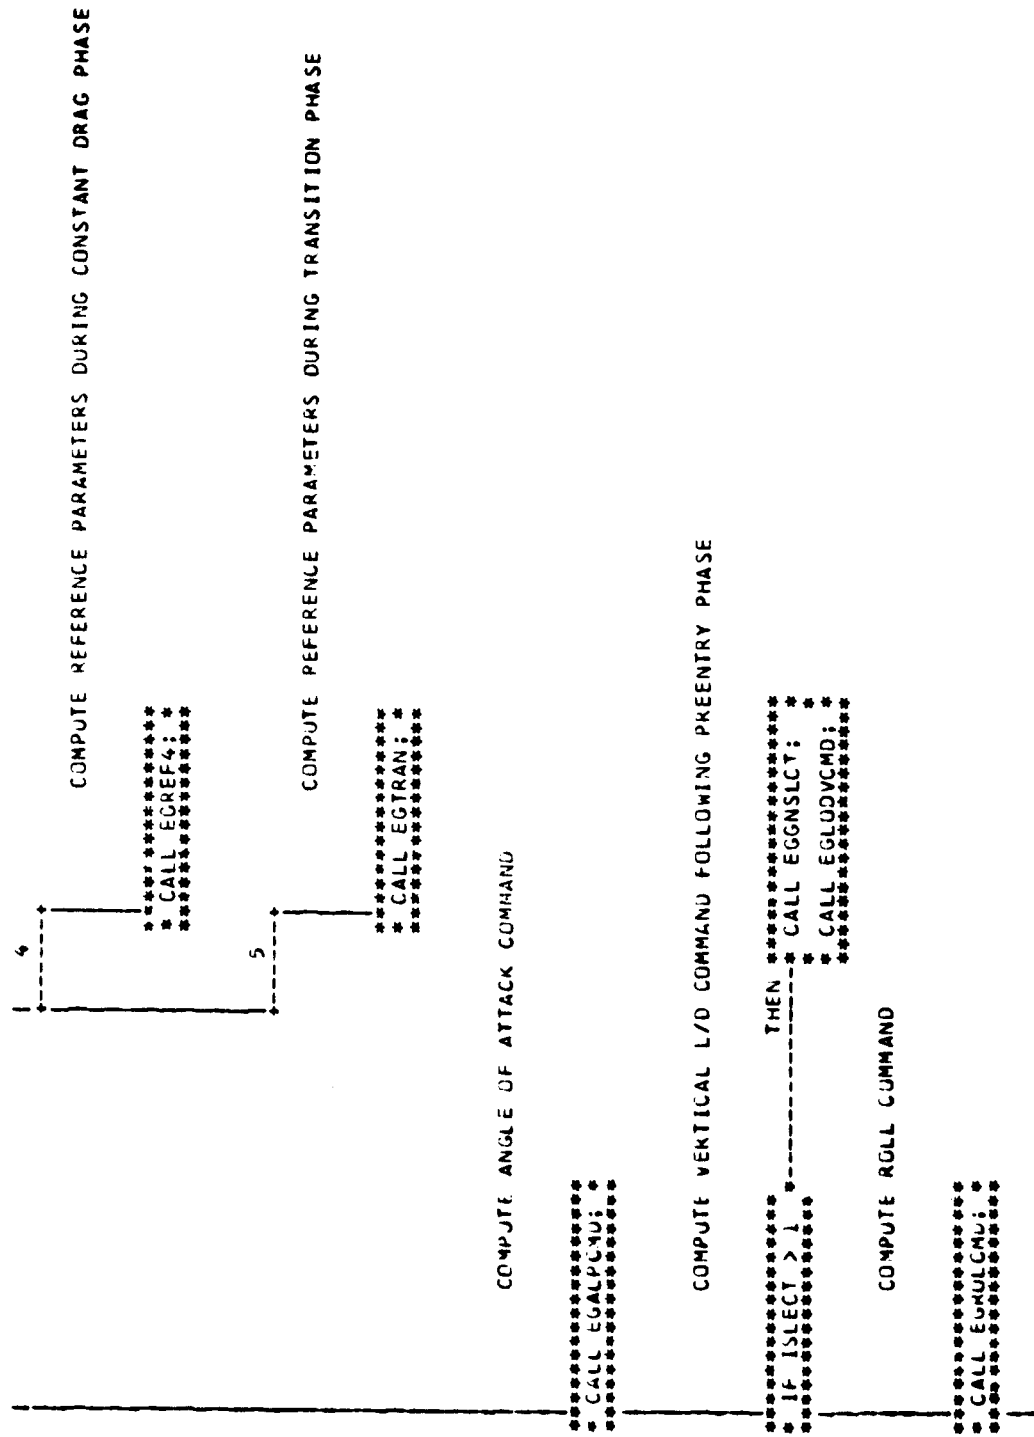 COMPUTE REFERENCE PARAMETERS DURING CONSTANT DRAG PHASE
4
* CALL EGREF4; *
COMPUTE REFERENCE PARAMETERS DURING TRANSITION PHASE
5
* CALL EGTRAN; *
COMPUTE ANGLE OF ATTACK COMMAND
* CALL EGALPCMD; *
COMPUTE VERTICAL L/D COMMAND FOLLOWING PREENTRY PHASE
THEN
* IF ISLECT > 1 *
* CALL EGGNSLCT; *
* CALL EGLODVCMD; *
COMPUTE ROLL COMMAND
* CALL EGROLCMD; *